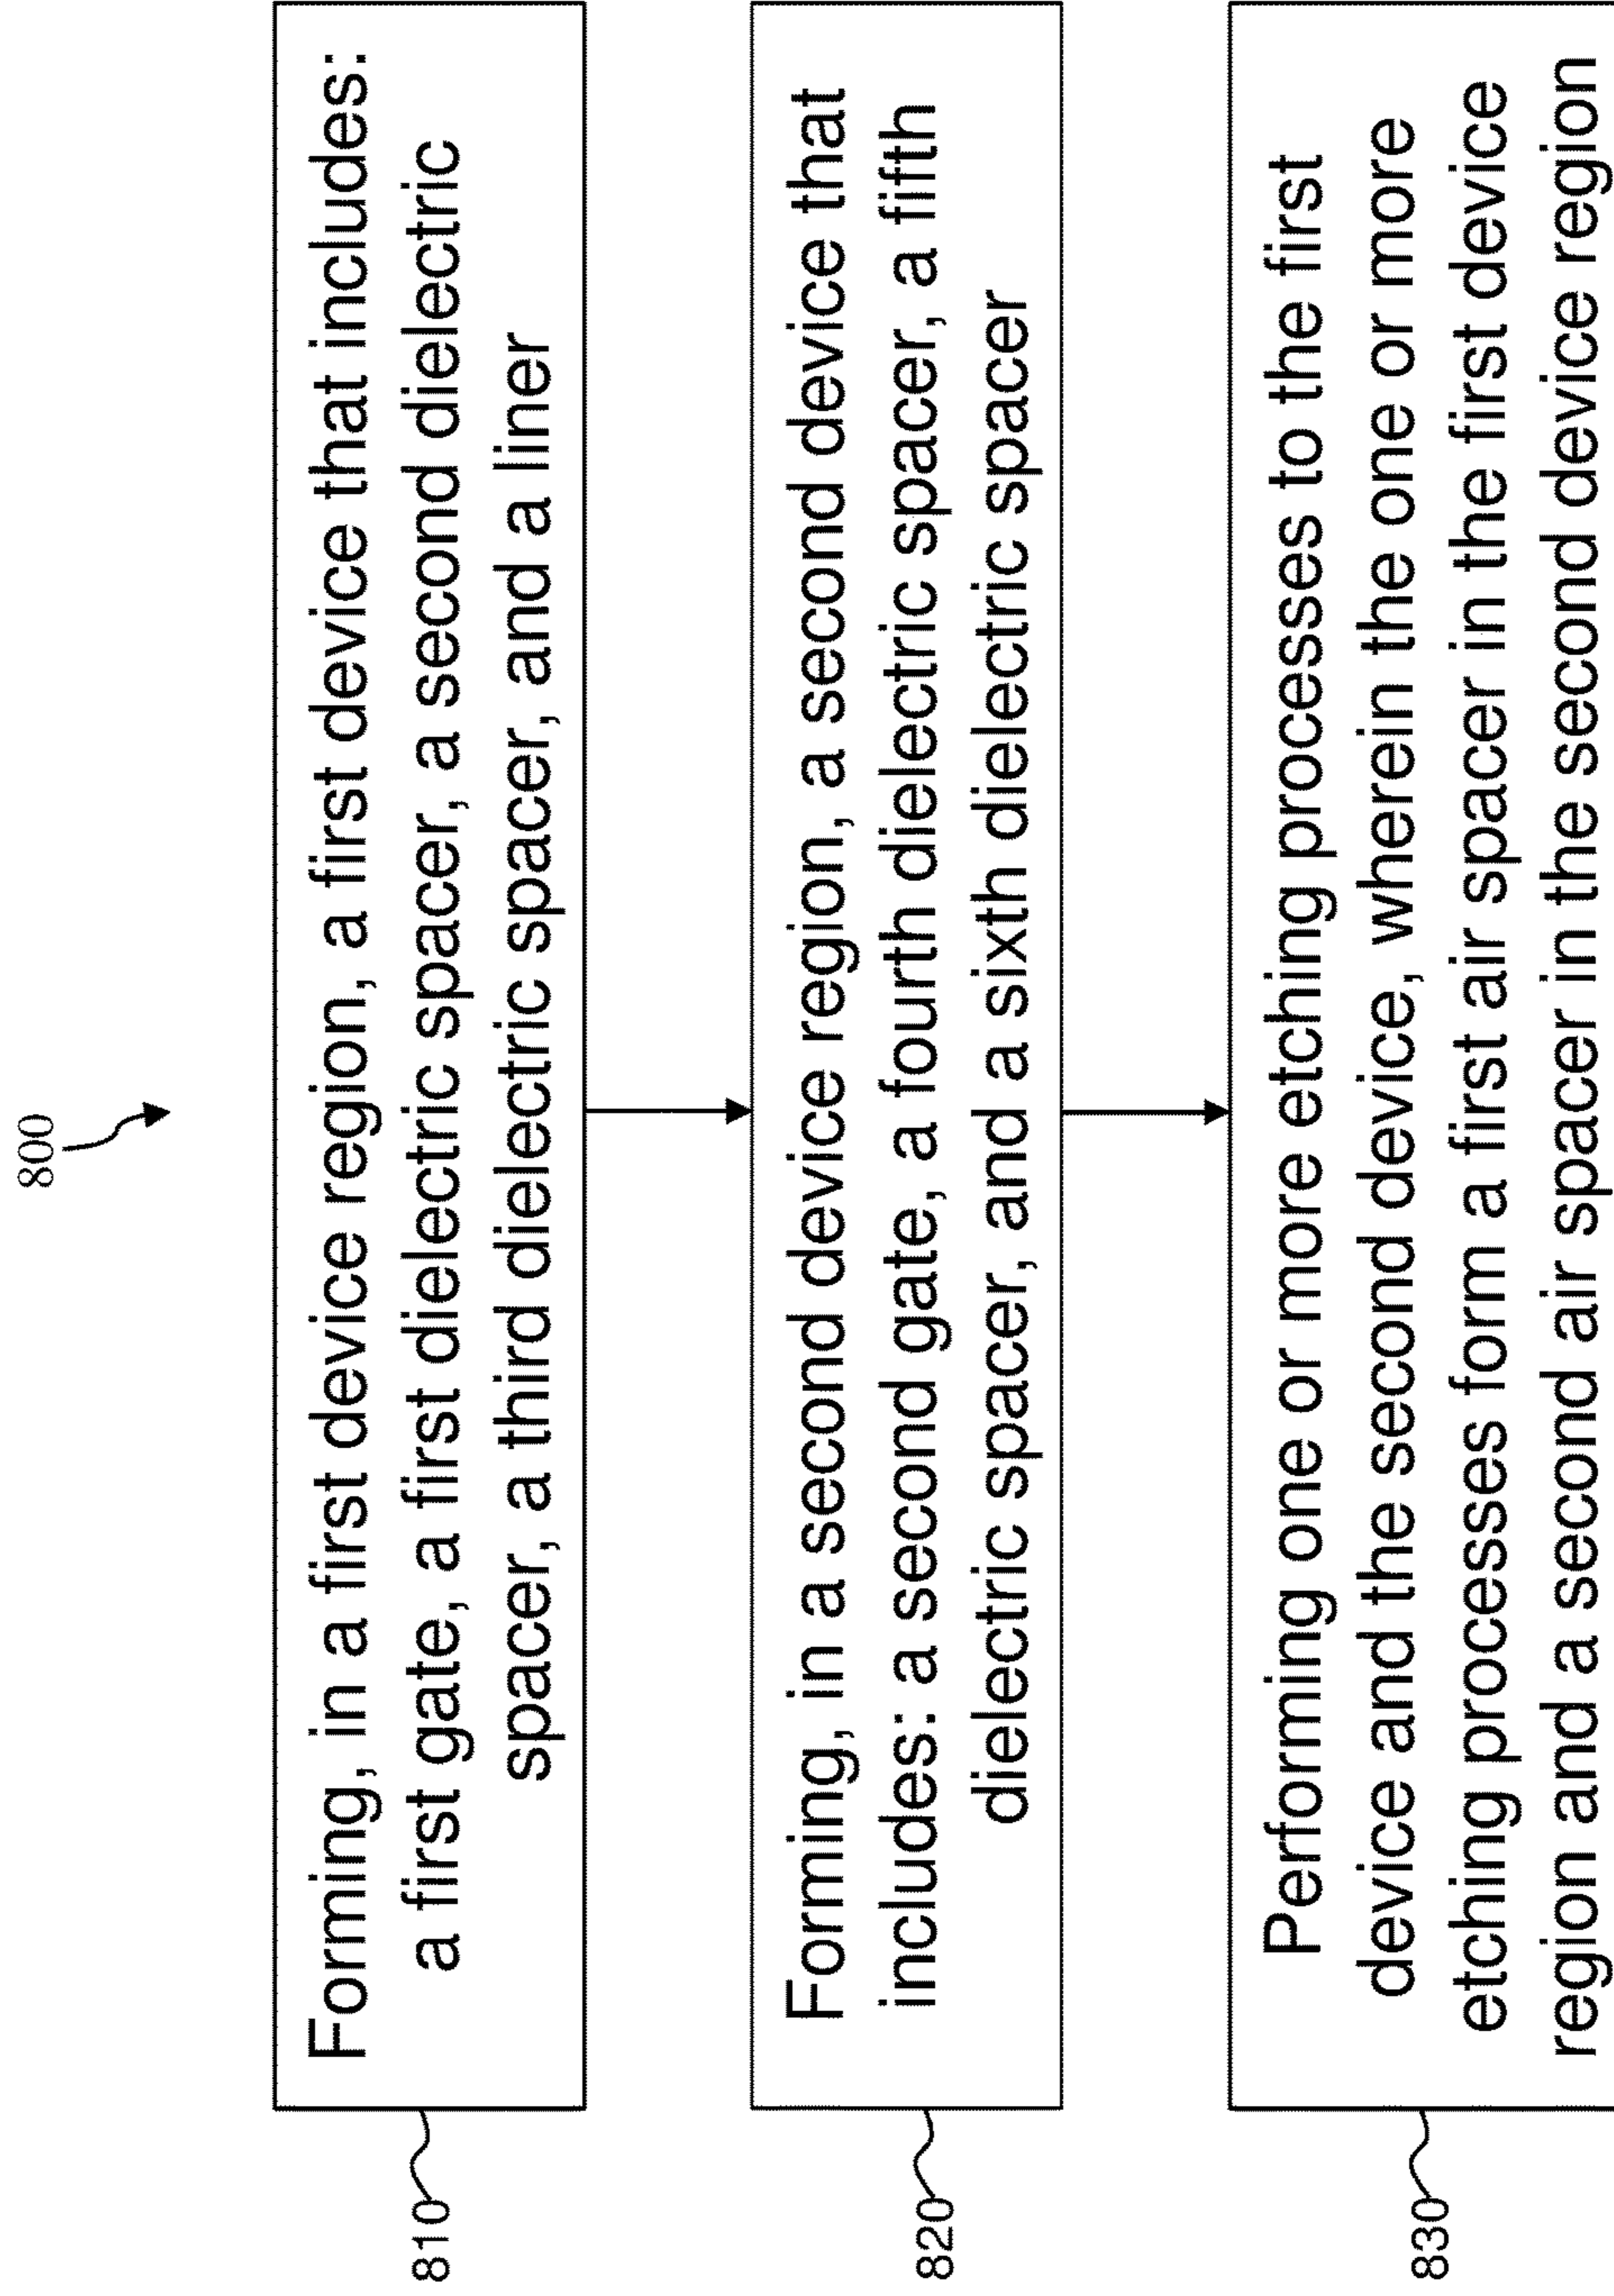 800
810
Forming, in a first device region, a first device that includes:
a first gate, a first dielectric spacer, a second dielectric
spacer, a third dielectric spacer, and a liner
820
Forming, in a second device region, a second device that
includes: a second gate, a fourth dielectric spacer, a fifth
dielectric spacer, and a sixth dielectric spacer
830
Performing one or more etching processes to the first
device and the second device, wherein the one or more
etching processes form a first air spacer in the first device
region and a second air spacer in the second device region